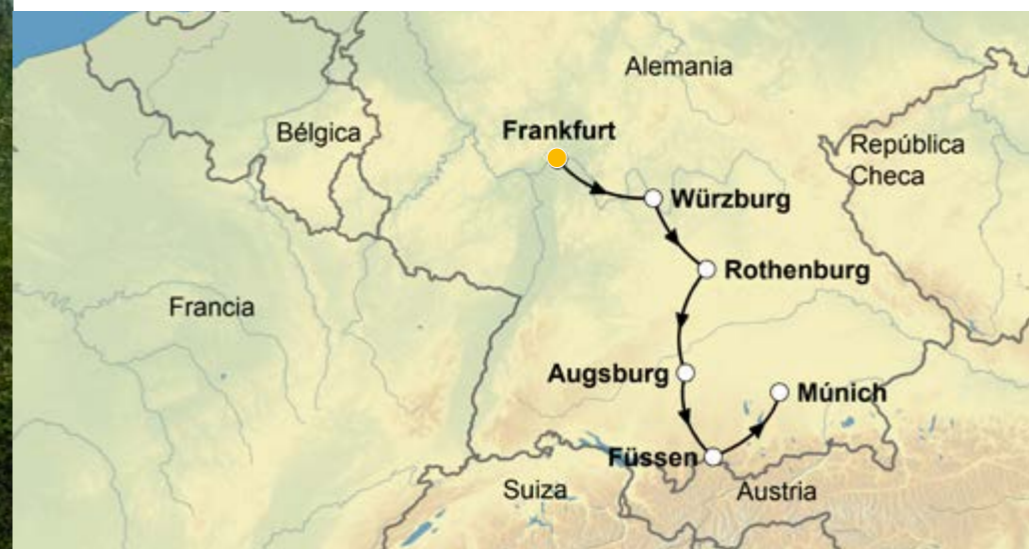 Alemania
Bélgica
Frankfurt
República
Checa
Würzburg
Rothenburg
Francia
Augsburg
Múnich
Füssen
Suiza
Austria